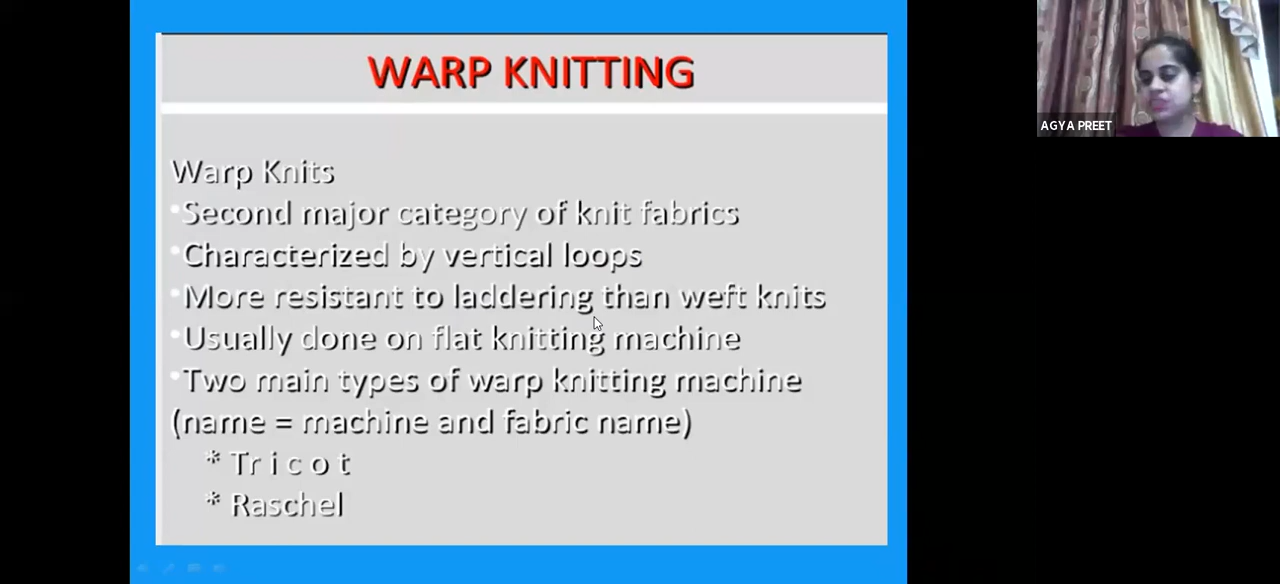 WARP KNITTING
Warp Knits
•Second major category of knit fabrics
•Characterized by vertical loops
•More resistant to laddering than weft knits
•Usually done on flat knitting machine
•Two main types of warp knitting machine
(name = machine and fabric name)
* Tr i c o t
* Raschel
AGYA PREET